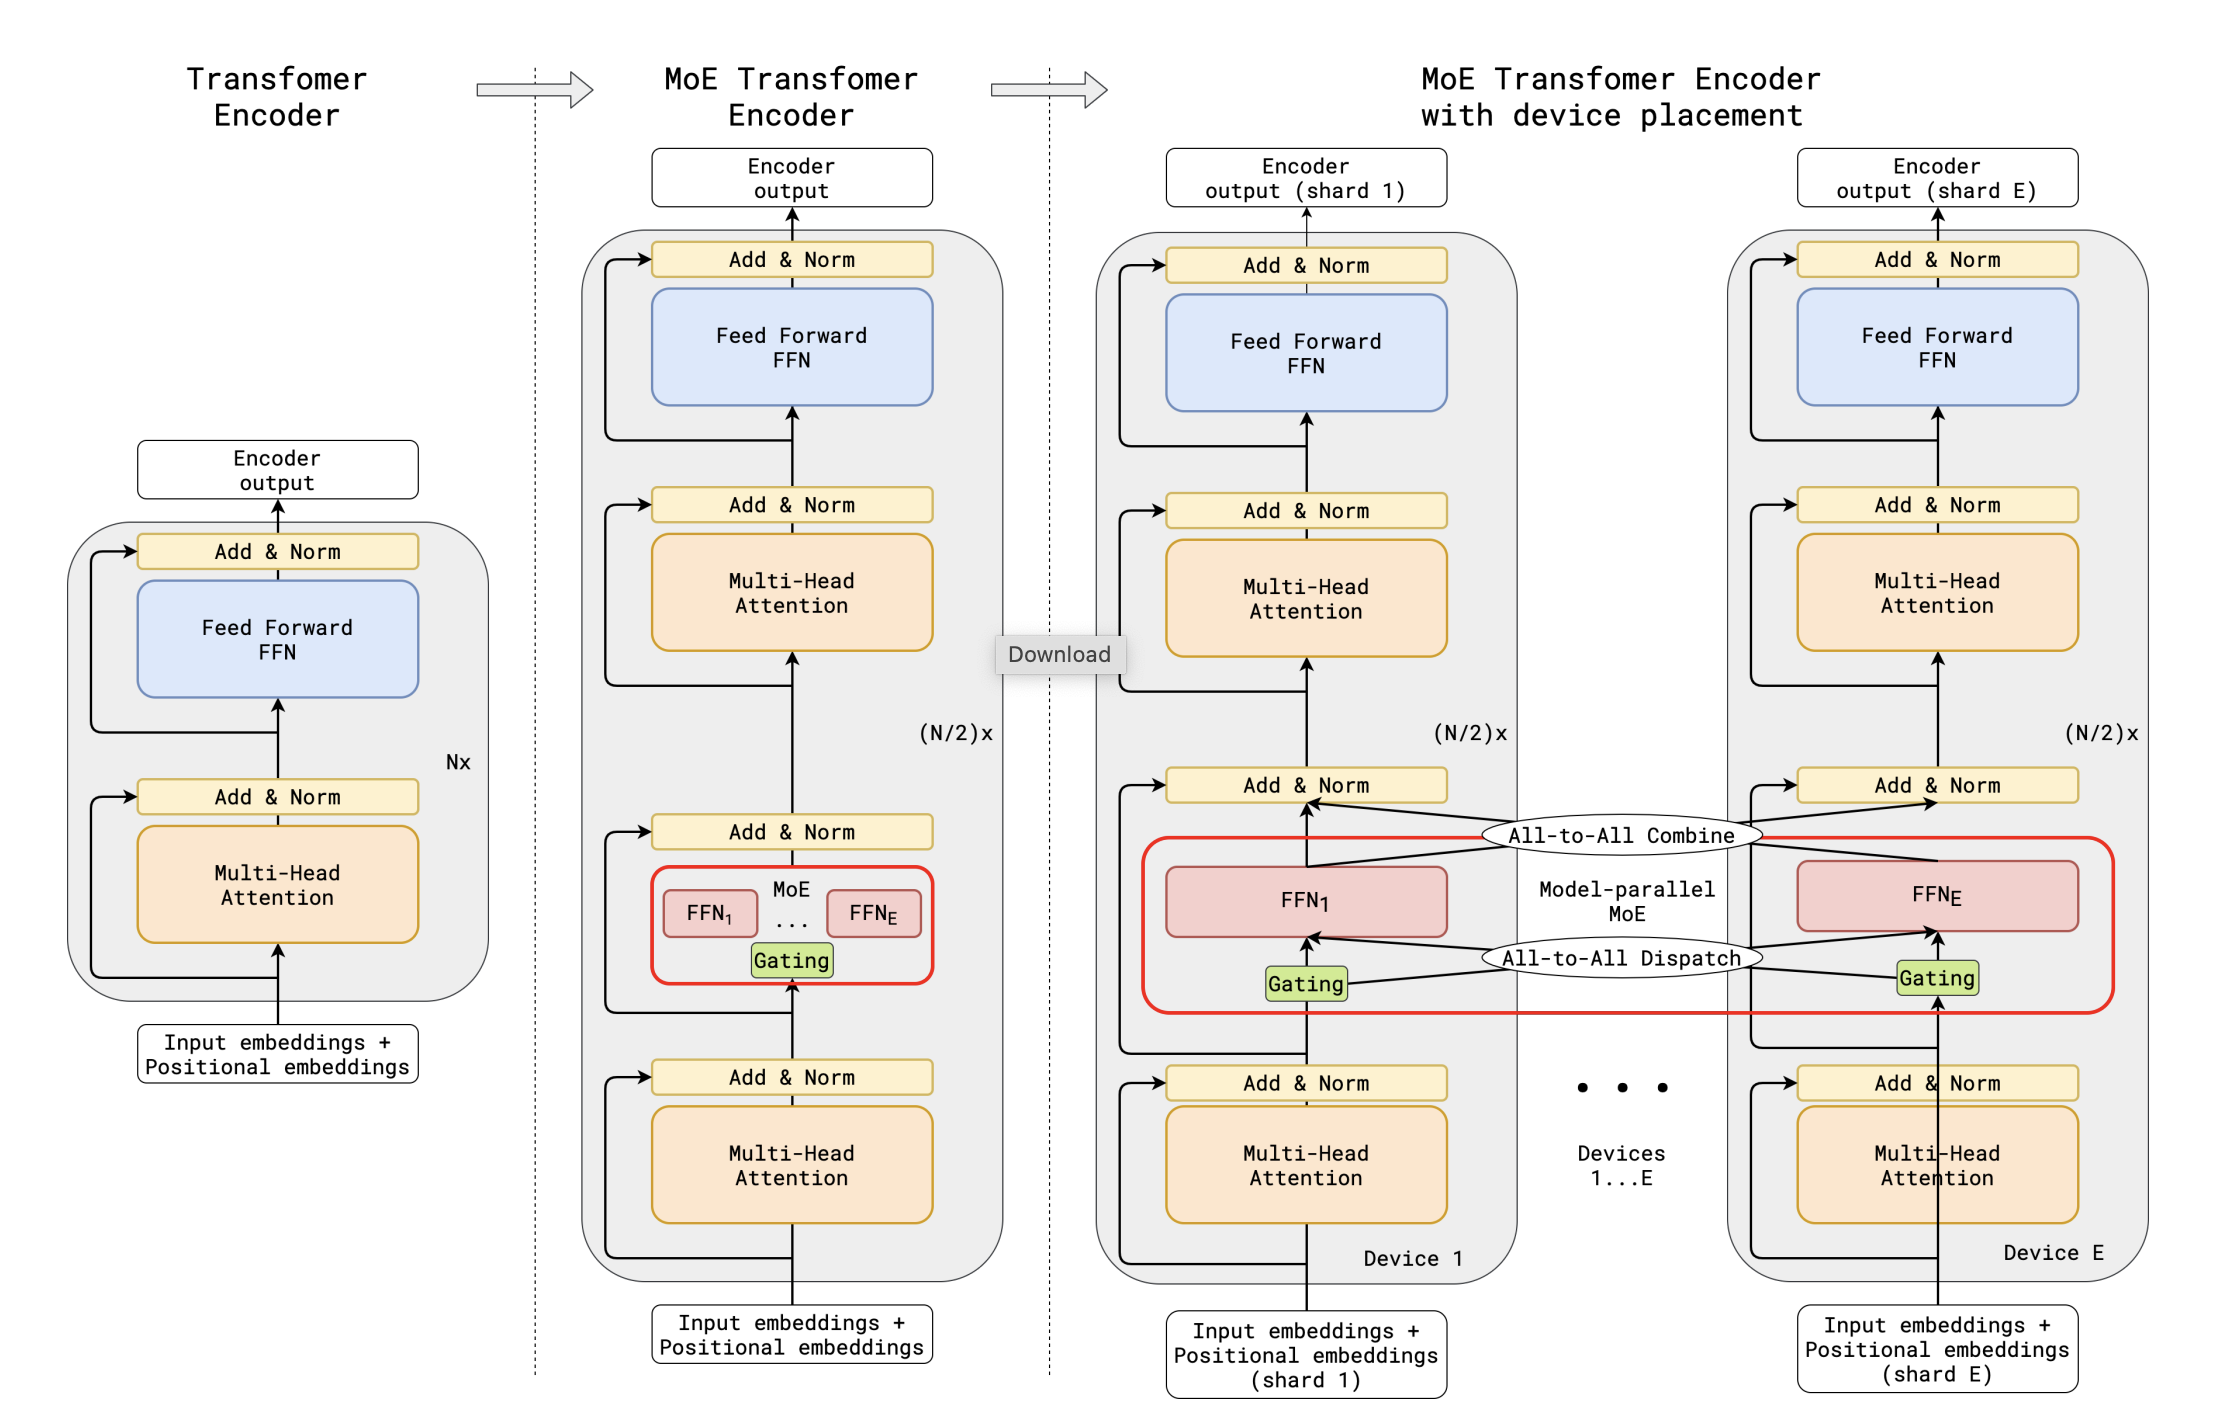 Transfomer
Encoder
Encoder
output
Add & Norm
Feed Forward
FFN
Nx
Add & Norm
Multi-Head
Attention
Input embeddings +
Positional embeddings
MoE Transfomer
Encoder
Encoder
output
Add & Norm
Feed Forward
FFN
Add & Norm
Multi-Head
Attention
(N/2)x
Add & Norm
MoE
FFN1
...
FFNE
Gating
Add & Norm
Multi-Head
Attention
Input embeddings +
Positional embeddings
Download
MoE Transfomer Encoder
with device placement
Encoder
output (shard 1)
Add & Norm
Feed Forward
FFN
Add & Norm
Multi-Head
Attention
(N/2)x
Add & Norm
All-to-All Combine
FFN1
Model-parallel
MoE
All-to-All Dispatch
Gating
Add & Norm
Multi-Head
Attention
Device 1
Input embeddings +
Positional embeddings
(shard 1)
Devices
1...E
Encoder
output (shard E)
Add & Norm
Feed Forward
FFN
Add & Norm
Multi-Head
Attention
(N/2)x
Add & Norm
FFNE
Gating
Add & Norm
Multi-Head
Attention
Device E
Input embeddings +
Positional embeddings
(shard E)